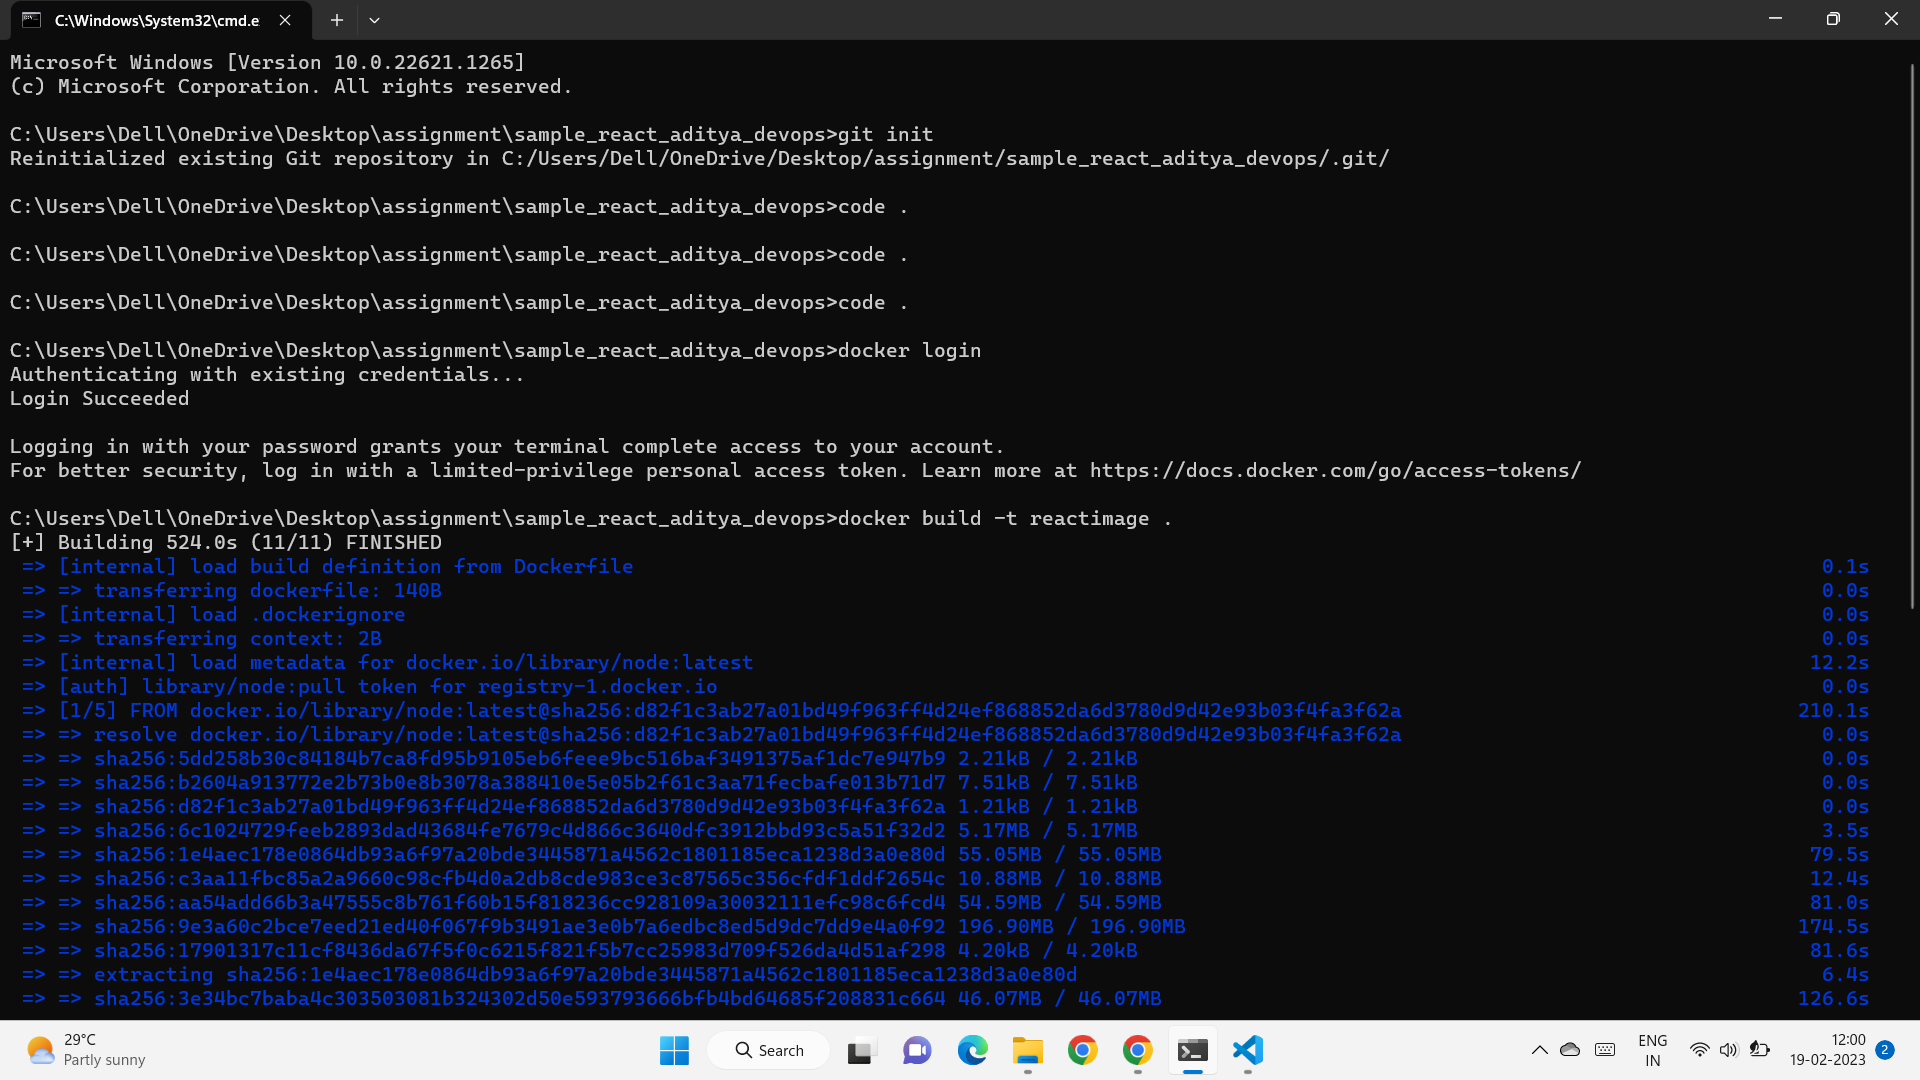 C:\Windows\System32\cmd.e
Microsoft Windows [Version 10.0.22621.1265]
(c) Microsoft Corporation. All rights reserved.
C:\Users\Dell\OneDrive\Desktop\assignment\sample_react_aditya_devops>git init
Reinitialized existing Git repository in C:/Users/Dell/OneDrive/Desktop/assignment/sample_react_aditya_devops/.git/
C:\Users\Dell\OneDrive\Desktop\assignment\sample_react_aditya_devops>code .
C:\Users\Dell\OneDrive\Desktop\assignment\sample_react_aditya_devops>code .
C:\Users\Dell\OneDrive\Desktop\assignment\sample_react_aditya_devops>code .
C:\Users\Dell\OneDrive\Desktop\assignment\sample_react_aditya_devops>docker login
Authenticating with existing credentials...
Login Succeeded
Logging in with your password grants your terminal complete access to your account.
For better security, log in with a limited-privilege personal access token. Learn more at https://docs.docker.com/go/access-tokens/
C:\Users\Dell\OneDrive\Desktop\assignment\sample_react_aditya_devops>docker build -t reactimage .
[+] Building 524.0s (11/11) FINISHED
=> [internal] load build definition from Dockerfile 0.1s
=> => transferring dockerfile: 140B 0.0s
=> [internal] load .dockerignore 0.0s
=> => transferring context: 2B 0.0s
=> [internal] load metadata for docker.io/library/node:latest 12.2s
=> [auth] library/node:pull token for registry-1.docker.io 0.0s
=> [1/5] FROM docker.io/library/node:latest@sha256:d82f1c3ab27a01bd49f963ff4d24ef868852da6d3780d9d42e93b03f4fa3f62a 210.1s
=> => resolve docker.io/library/node:latest@sha256:d82f1c3ab27a01bd49f963ff4d24ef868852da6d3780d9d42e93b03f4fa3f62a 0.0s
=> => sha256:5dd258b30c84184b7ca8fd95b9105eb6feee9bc516baf3491375af1dc7e947b9 2.21kB / 2.21kB 0.0s
=> => sha256:b2604a913772e2b73b0e8b3078a388410e5e05b2f61c3aa71fecbafe013b71d7 7.51kB / 7.51kB 0.0s
=> => sha256:d82f1c3ab27a01bd49f963ff4d24ef868852da6d3780d9d42e93b03f4fa3f62a 1.21kB / 1.21kB 0.0s
=> => sha256:6c1024729feeb2893dad43684fe7679c4d866c3640dfc3912bbd93c5a51f32d2 5.17MB / 5.17MB 3.5s
=> => sha256:1e4aec178e0864db93a6f97a20bde3445871a4562c1801185eca1238d3a0e80d 55.05MB / 55.05MB 79.5s
=> => sha256:c3aa11fbc85a2a9660c98cfb4d0a2db8cde983ce3c87565c356cfdf1ddf2654c 10.88MB / 10.88MB 12.4s
=> => sha256:aa54add66b3a47555c8b761f60b15f818236cc928109a30032111efc98c6fcd4 54.59MB / 54.59MB 81.0s
=> => sha256:9e3a60c2bce7eed21ed40f067f9b3491ae3e0b7a6edbc8ed5d9dc7dd9e4a0f92 196.90MB / 196.90MB 174.5s
=> => sha256:17901317c11cf8436da67f5f0c6215f821f5b7cc25983d709f526da4d51af298 4.20kB / 4.20kB 81.6s
=> => extracting sha256:1e4aec178e0864db93a6f97a20bde3445871a4562c1801185eca1238d3a0e80d 6.4s
=> => sha256:3e34bc7baba4c303503081b324302d50e593793666bfb4bd64685f208831c664 46.07MB / 46.07MB 126.6s
29°C
Partly sunny
Search
ENG
IN
12:00
19-02-2023
2